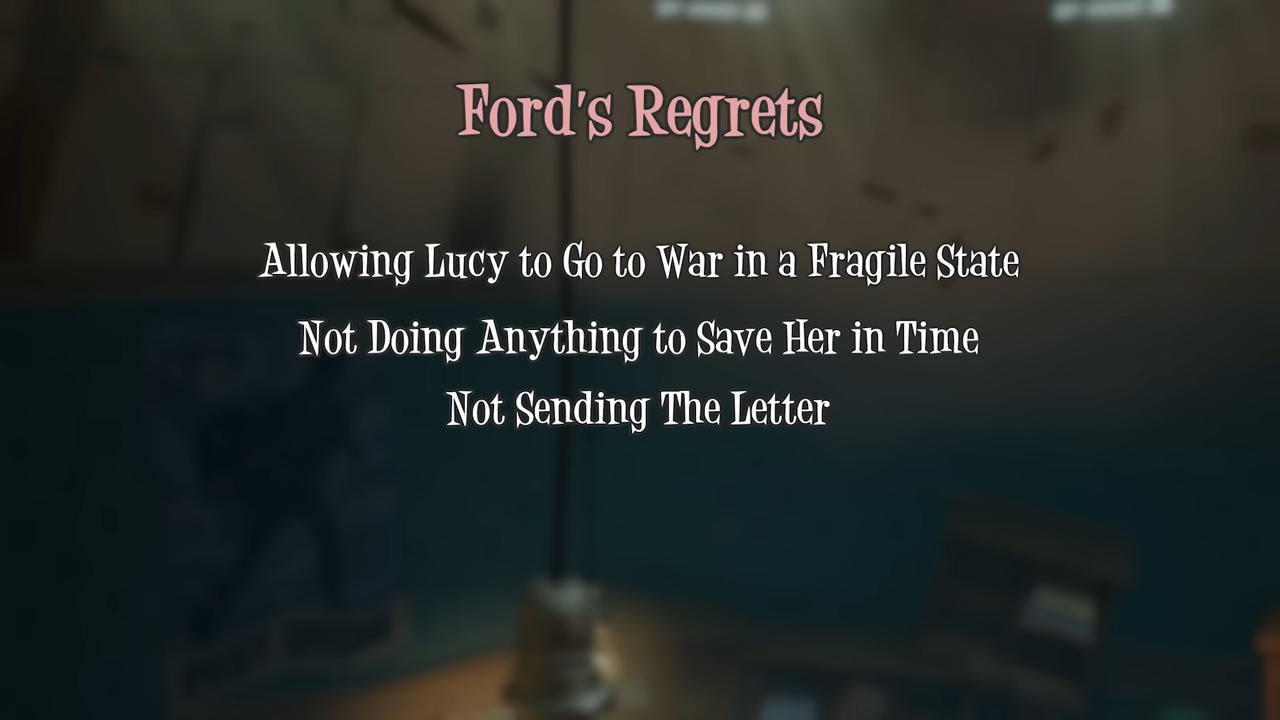 Ford's Regrets
Allowing Lucy to Go to War in a Fragile State
Not Doing Anything to Save Her in Time
Not Sending The Letter